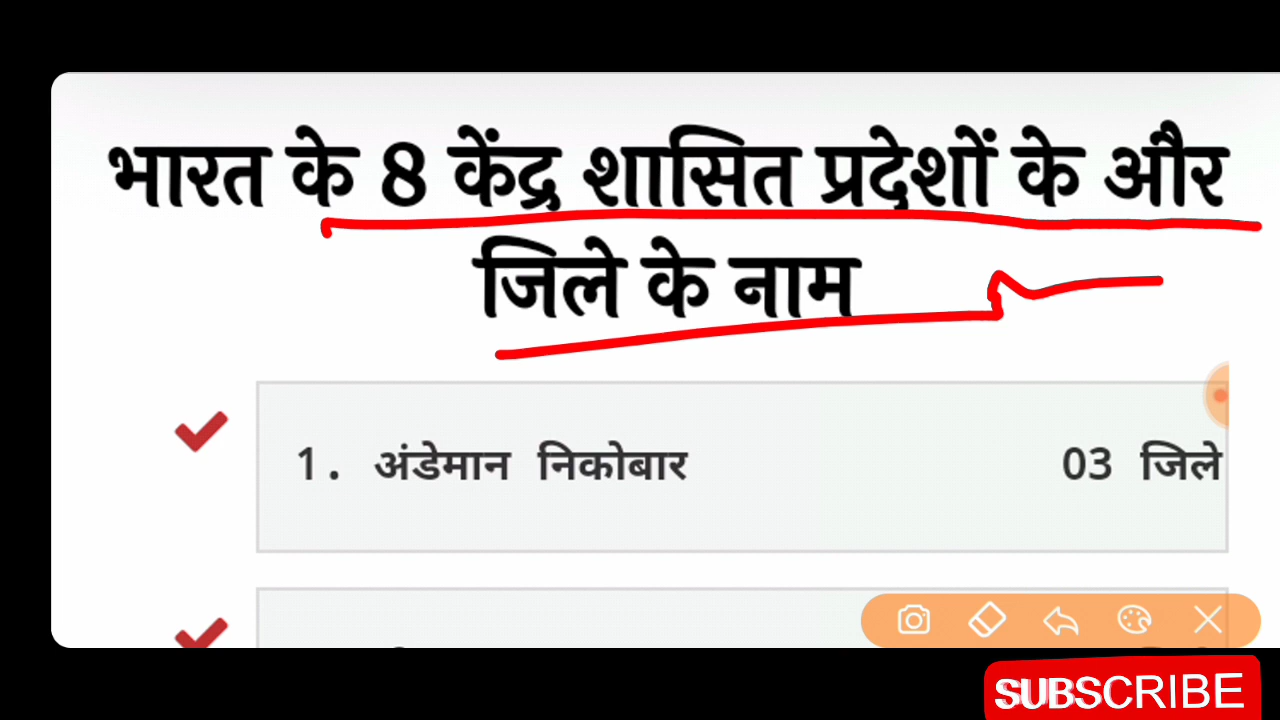 भारत के 8 केंद्र शासित प्रदेशों के और
जिले के नाम
1. अंडेमान निकोबार 03 जिले
SUBSCRIBE